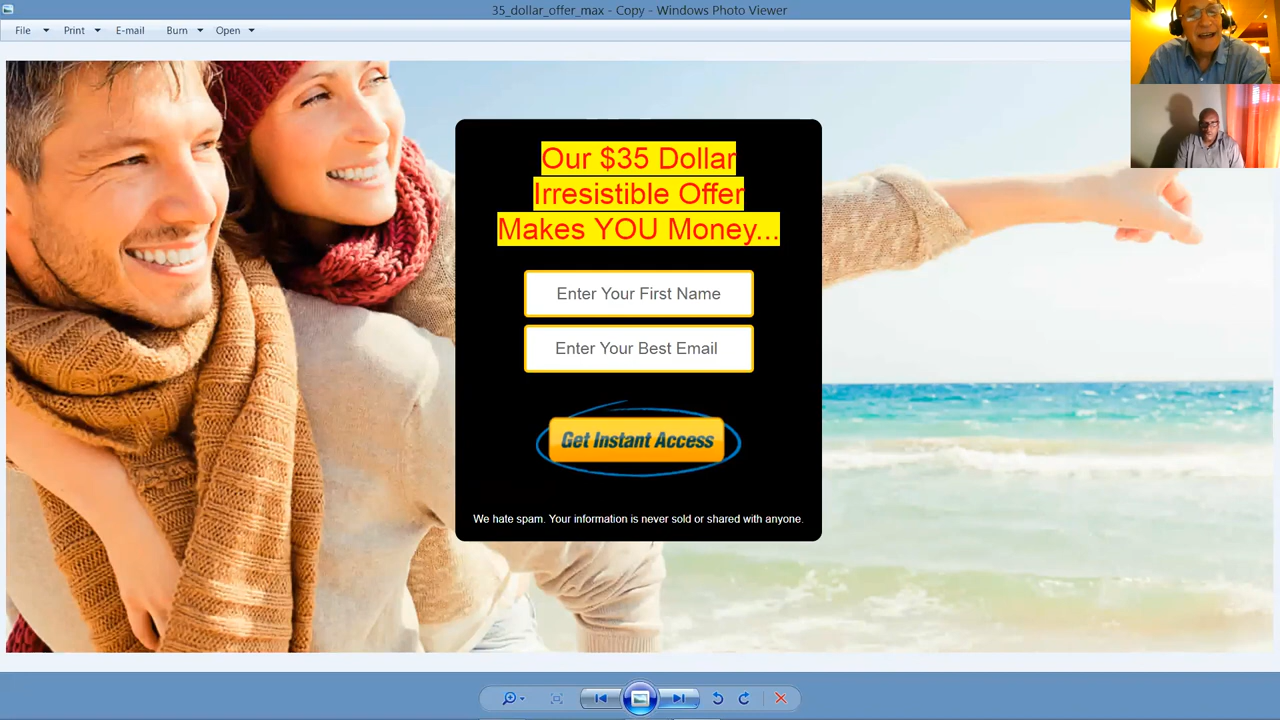 35_dollar_offer_max - Copy - Windows Photo Viewer
File Print E-mail Burn Open
Our $35 Dollar
Irresistible Offer
Makes YOU Money...
Enter Your First Name
Enter Your Best Email
Get Instant Access
We hate spam. Your information is never sold or shared with anyone.